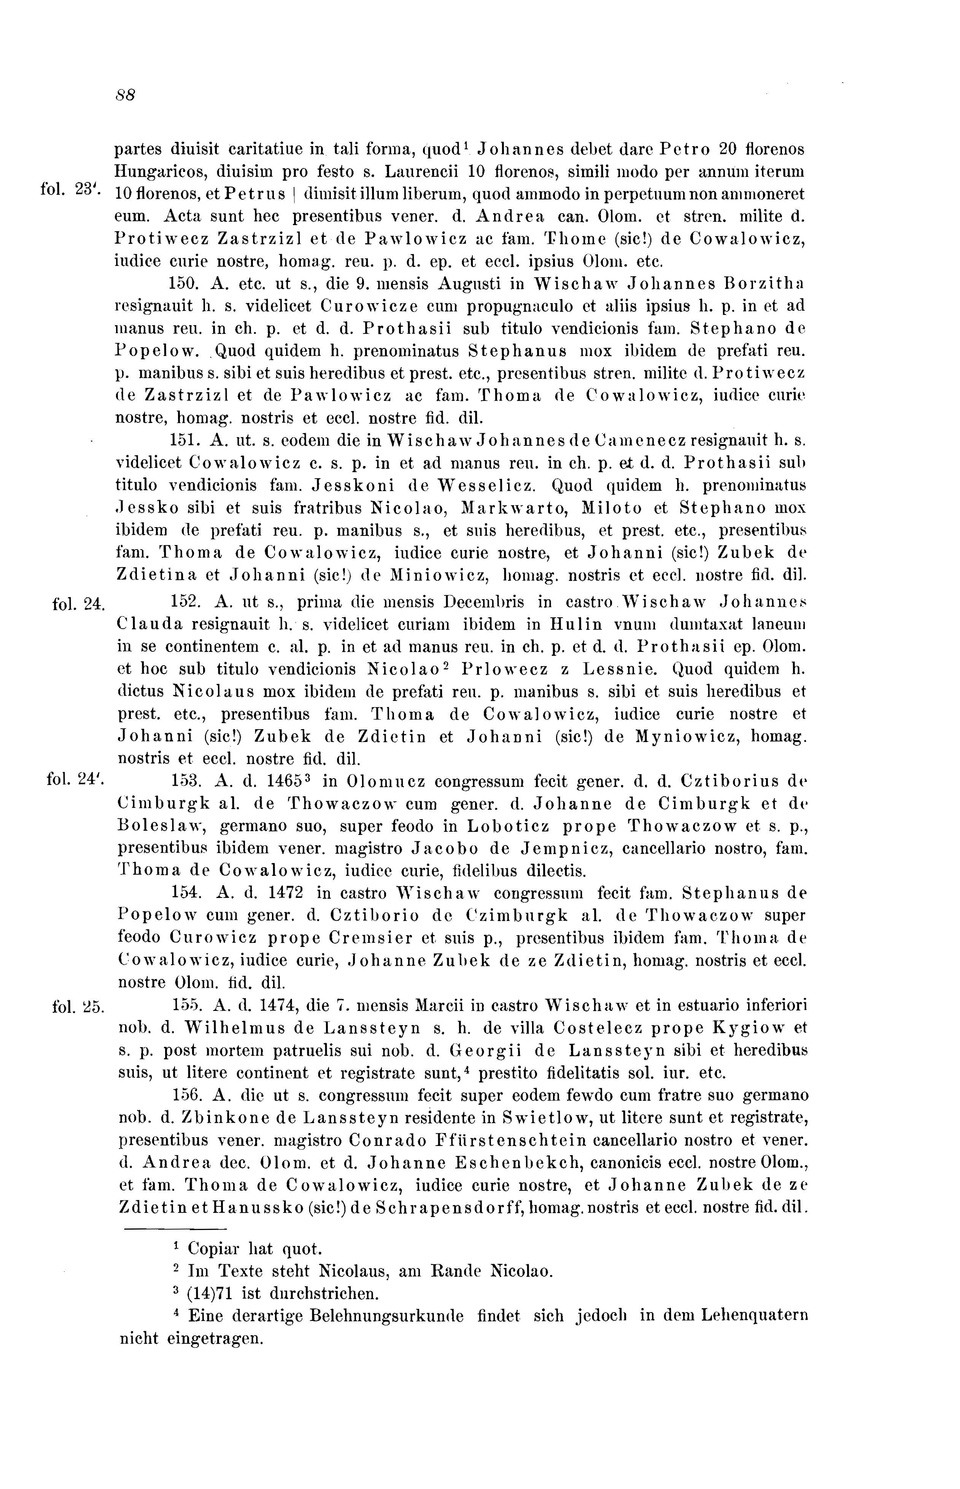 88
partes diuisit caritatiue in tali forma, quod¹ Johannes debet dare Petro 20 florenos
Hungaricos, diuisim pro festo s. Laurencii 10 florenos, simili modo per annum iterum
fol. 23'. 10 florenos, et Petrus | dimisit illum liberum, quod ammodo in perpetuum non ammoneret
eum. Acta sunt hec presentibus vener. d. Andrea can. Olom. et stren. milite d.
Protiwecz Zastrzizl et de Pawlowicz ac fam. Thome (sic!) de Cowalowicz,
iudice curie nostre, homag. reu. p. d. ep. et eccl. ipsius Olom. etc.
150. A. etc. ut s., die 9. mensis Augusti in Wischaw Johannes Borzitha
resignauit h. s. videlicet Curowicze cum propugnaculo et aliis ipsius h. p. in et ad
manus reu. in ch. p. et d. d. Prothasii sub titulo vendicionis fam. Stephano de
Popelow. Quod quidem h. prenominatus Stephanus mox ibidem de prefati reu.
p. manibus s. sibi et suis heredibus et prest. etc., presentibus stren. milite d. Protiwecz
de Zastrzizl et de Pawlowicz ac fam. Thoma de Cowalowicz, iudice curie
nostre, homag. nostris et eccl. nostre fid. dil.
151. A. ut. s. eodem die in Wischaw Johannes de Camenecz resignauit h. s.
videlicet Cowalowicz c. s. p. in et ad manus reu. in ch. p. et d. d. Prothasii sub
titulo vendicionis fam. Jesskoni de Wesselicz. Quod quidem h. prenominatus
Jessko sibi et suis fratribus Nicolao, Markwarto, Miloto et Stephano mox
ibidem de prefati reu. p. manibus s., et suis heredibus, et prest. etc., presentibus
fam. Thoma de Cowalowicz, iudice curie nostre, et Johanni (sic!) Zubek de
Zdietina et Johanni (sic!) de Miniowicz, homag. nostris et eccl. nostre fid. dil.
fol. 24. 152. A. ut s., prima die mensis Decembris in castro Wischaw Johannes
Clauda resignauit h. s. videlicet curiam ibidem in Hulin vnum dumtaxat laneum
in se continentem c. al. p. in et ad manus reu. in ch. p. et d. d. Prothasii ep. Olom.
et hoc sub titulo vendicionis Nicolao² Prlowecz z Lessnie. Quod quidem h.
dictus Nicolaus mox ibidem de prefati reu. p. manibus s. sibi et suis heredibus et
prest. etc., presentibus fam. Thoma de Cowalowicz, iudice curie nostre et
Johanni (sic!) Zubek de Zdietin et Johanni (sic!) de Myniowicz, homag.
nostris et eccl. nostre fid. dil.
fol. 24'. 153. A. d. 1465³ in Olomucz congressum fecit gener. d. d. Cztiborius de
Cimburgk al. de Thowaczow cum gener. d. Johanne de Cimburgk et de
Boleslaw, germano suo, super feodo in Loboticz prope Thowaczow et s. p.,
presentibus ibidem vener. magistro Jacobo de Jempnicz, cancellario nostro, fam.
Thoma de Cowalowicz, iudice curie, fidelibus dilectis.
154. A. d. 1472 in castro Wischaw congressum fecit fam. Stephanus de
Popelow cum gener. d. Cztiborio de Czimburgk al. de Thowaczow super
feodo Curowicz prope Cremsier et suis p., presentibus ibidem fam. Thoma de
Cowalowicz, iudice curie, Johanne Zubek de ze Zdietin, homag. nostris et eccl.
nostre Olom. fid. dil.
fol. 25. 155. A. d. 1474, die 7. mensis Marcii in castro Wischaw et in estuario inferiori
nob. d. Wilhelmus de Lanssteyn s. h. de villa Costelecz prope Kygiow et
s. p. post mortem patruelis sui nob. d. Georgii de Lanssteyn sibi et heredibus
suis, ut litere continent et registrate sunt,⁴ prestito fidelitatis sol. iur. etc.
156. A. die ut s. congressum fecit super eodem fewdo cum fratre suo germano
nob. d. Zbinkone de Lanssteyn residente in Swietlow, ut litere sunt et registrate,
presentibus vener. magistro Conrado Ffürstenschtein cancellario nostro et vener.
d. Andrea dec. Olom. et d. Johanne Eschenbekch, canonicis eccl. nostre Olom.,
et fam. Thoma de Cowalowicz, iudice curie nostre, et Johanne Zubek de ze
Zdietin et Hanussko (sic!) de Schrapensdorff, homag. nostris et eccl. nostre fid. dil.
¹ Copiar hat quot.
² Im Texte steht Nicolaus, am Rande Nicolao.
³ (14)71 ist durchstrichen.
⁴ Eine derartige Belehnungsurkunde findet sich jedoch in dem Lehenquatern
nicht eingetragen.